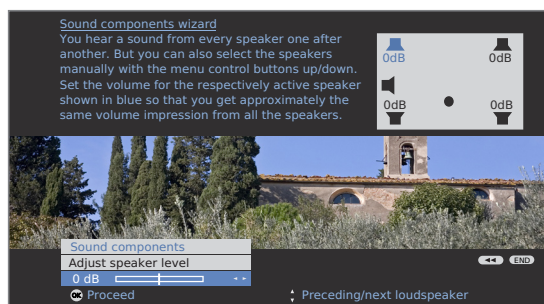 Sound components wizard
You hear a sound from every speaker one after
another. But you can also select the speakers
manually with the menu control buttons up/down.
Set the volume for the respectively active speaker
shown in blue so that you get approximately the
same volume impression from all the speakers.
0dB 0dB
0dB 0dB
Sound components
Adjust speaker level
0 dB
END
OK Proceed
Preceding/next loudspeaker